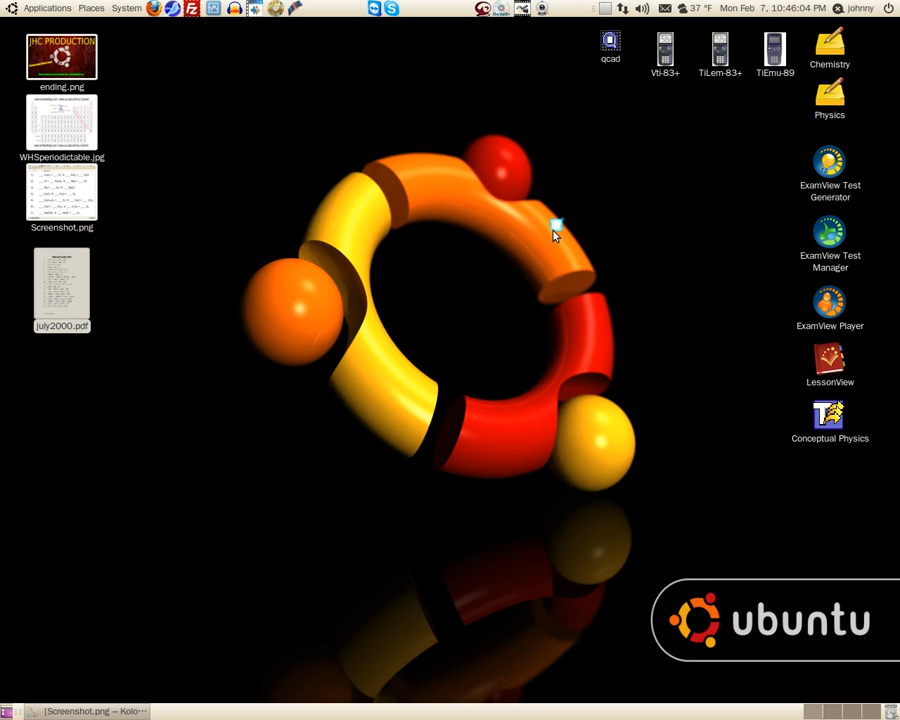 Applications Places System
37 °F Mon Feb 7, 10:46:04 johnny
JHC PRODUCTION
ending.png
WHSperiodictable.jpg
Screenshot.png
july2000.pdf
qcad
Vti-83+
TiLem-83+
TiEmu-89
Chemistry
Physics
ExamView Test
Generator
ExamView Test
Manager
ExamView Player
LessonView
Conceptual Physics
ubuntu
[Screenshot.png — Kolo···